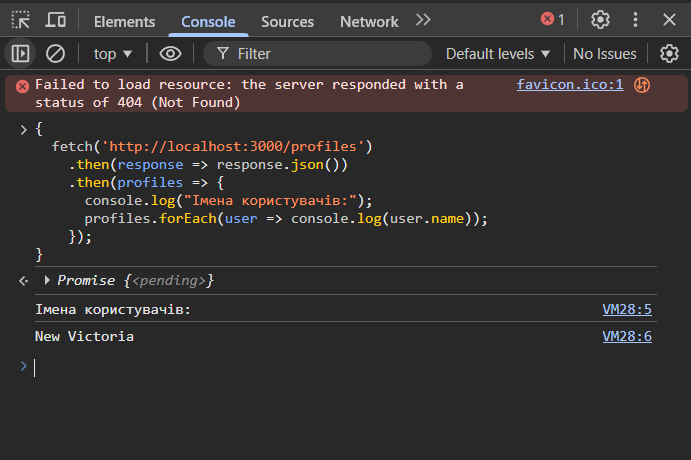 Elements Console Sources Network 1
top Filter Default levels No Issues
Failed to load resource: the server responded with a favicon.ico:1
status of 404 (Not Found)
{
fetch('http://localhost:3000/profiles')
.then(response => response.json())
.then(profiles => {
console.log("Імена користувачів:");
profiles.forEach(user => console.log(user.name));
});
}
Promise {<pending>}
Імена користувачів: VM28:5
New Victoria VM28:6